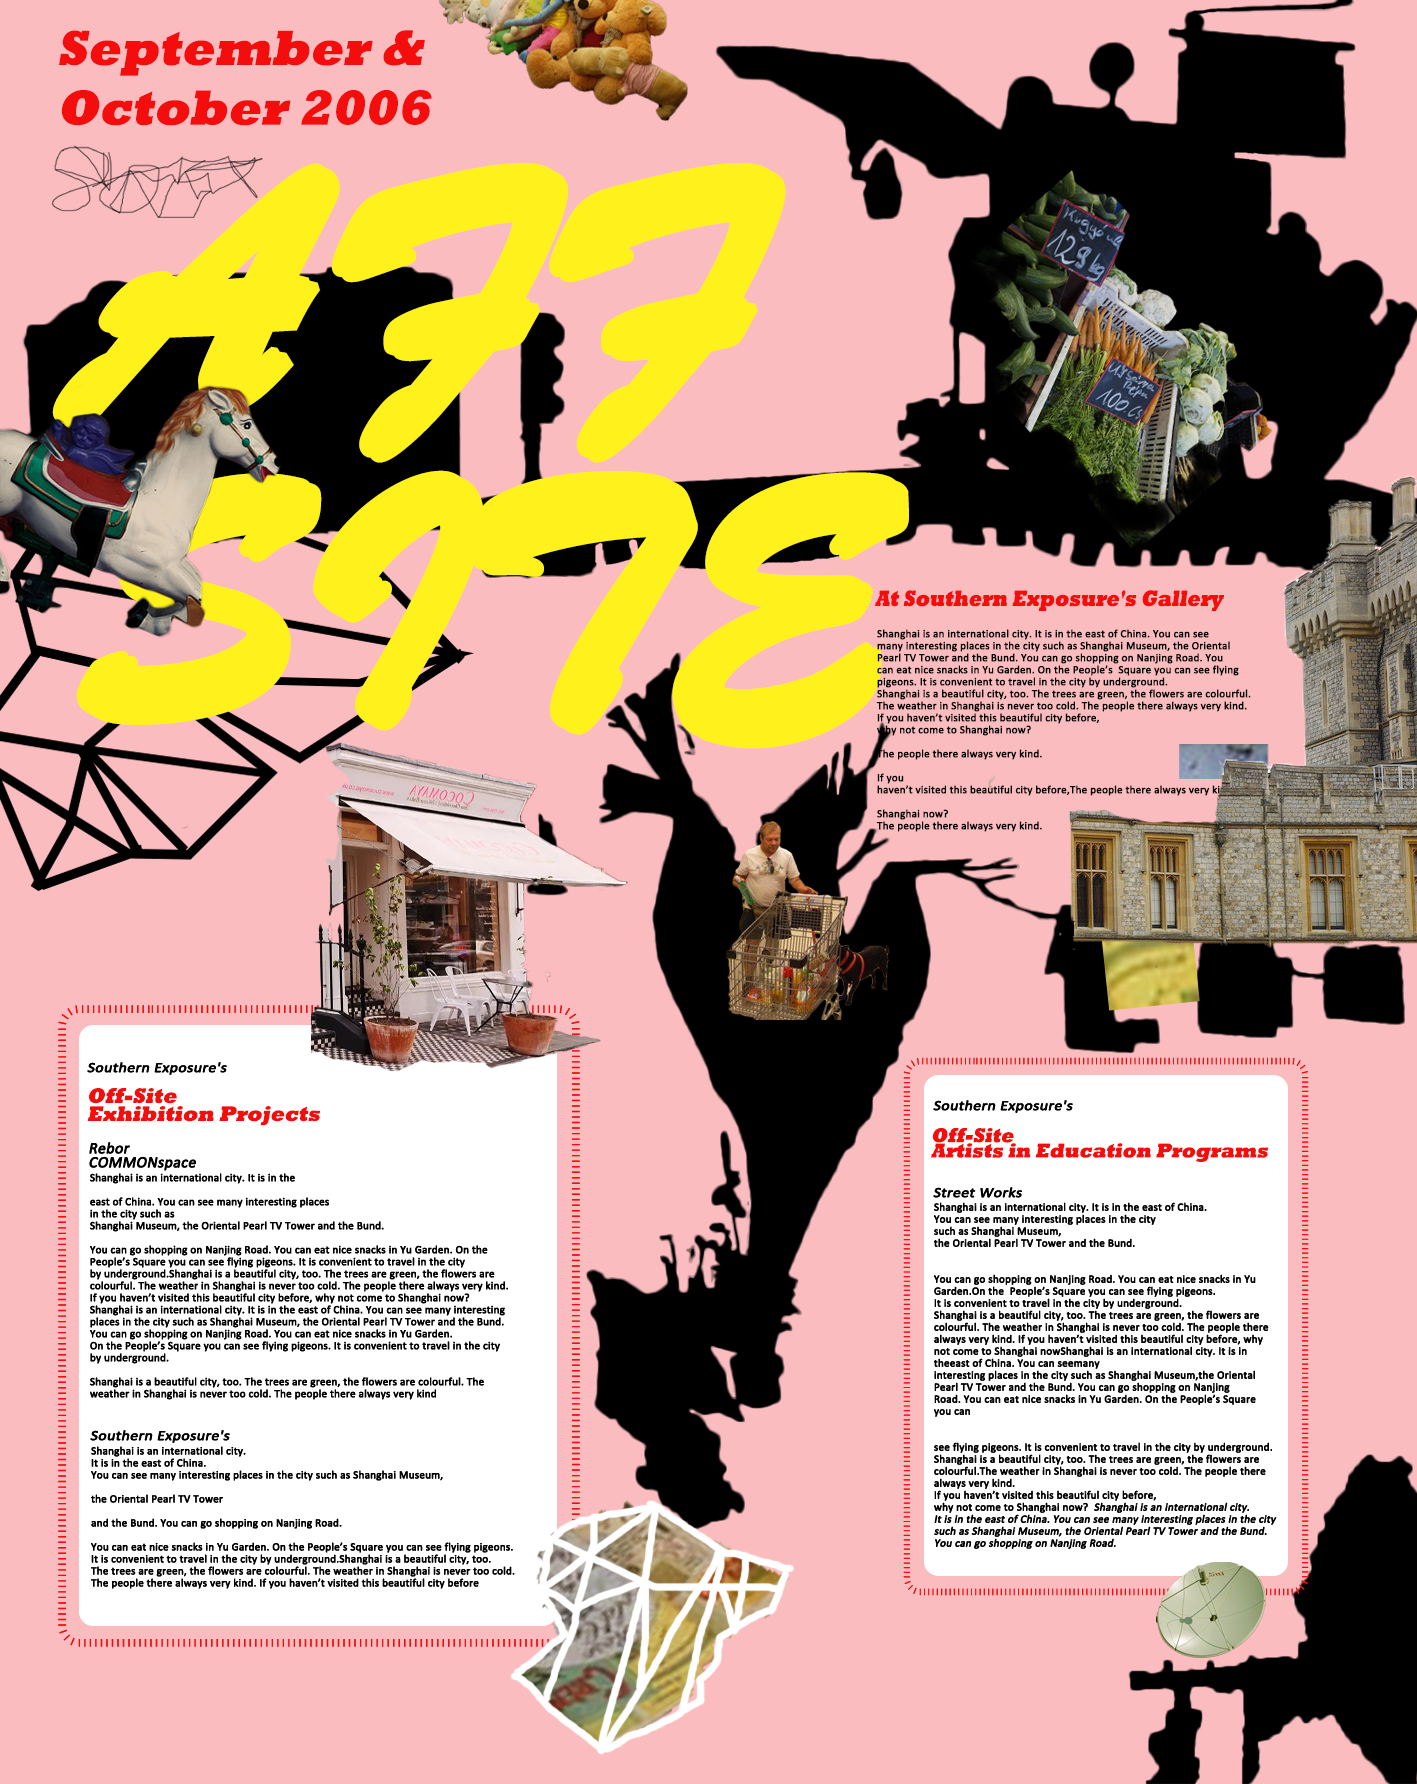 September &
October 2006
AFF
SITE
Kígyóu
129 kg
100 Cs
COCOMAYA
At Southern Exposure's Gallery
Shanghai is an international city. It is in the east of China. You can see
many interesting places in the city such as Shanghai Museum, the Oriental
Pearl TV Tower and the Bund. You can go shopping on Nanjing Road. You
can eat nice snacks in Yu Garden. On the People's Square you can see flying
pigeons. It is convenient to travel in the city by underground.
Shanghai is a beautiful city, too. The trees are green, the flowers are colourful.
The weather in Shanghai is never too cold. The people there always very kind.
If you haven't visited this beautiful city before,
why not come to Shanghai now?
The people there always very kind.
If you
haven't visited this beautiful city before,The people there always very ki
Shanghai now?
The people there always very kind.
Southern Exposure's
Off-Site
Exhibition Projects
Rebor
COMMONspace
Shanghai is an international city. It is in the
east of China. You can see many interesting places
in the city such as
Shanghai Museum, the Oriental Pearl TV Tower and the Bund.
You can go shopping on Nanjing Road. You can eat nice snacks in Yu Garden. On the
People's Square you can see flying pigeons. It is convenient to travel in the city
by underground.Shanghai is a beautiful city, too. The trees are green, the flowers are
colourful. The weather in Shanghai is never too cold. The people there always very kind.
If you haven't visited this beautiful city before, why not come to Shanghai now?
Shanghai is an international city. It is in the east of China. You can see many interesting
places in the city such as Shanghai Museum, the Oriental Pearl TV Tower and the Bund.
You can go shopping on Nanjing Road. You can eat nice snacks in Yu Garden.
On the People's Square you can see flying pigeons. It is convenient to travel in the city
by underground.
Shanghai is a beautiful city, too. The trees are green, the flowers are colourful. The
weather in Shanghai is never too cold. The people there always very kind
Southern Exposure's
Shanghai is an international city.
It is in the east of China.
You can see many interesting places in the city such as Shanghai Museum,
the Oriental Pearl TV Tower
and the Bund. You can go shopping on Nanjing Road.
You can eat nice snacks in Yu Garden. On the People's Square you can see flying pigeons.
It is convenient to travel in the city by underground.Shanghai is a beautiful city, too.
The trees are green, the flowers are colourful. The weather in Shanghai is never too cold.
The people there always very kind. If you haven't visited this beautiful city before
Southern Exposure's
Off-Site
Artists in Education Programs
Street Works
Shanghai is an international city. It is in the east of China.
You can see many interesting places in the city
such as Shanghai Museum,
the Oriental Pearl TV Tower and the Bund.
You can go shopping on Nanjing Road. You can eat nice snacks in Yu
Garden.On the People's Square you can see flying pigeons.
It is convenient to travel in the city by underground.
Shanghai is a beautiful city, too. The trees are green, the flowers are
colourful. The weather in Shanghai is never too cold. The people there
always very kind. If you haven't visited this beautiful city before, why
not come to Shanghai nowShanghai is an international city. It is in
theeast of China. You can seemany
interesting places in the city such as Shanghai Museum,the Oriental
Pearl TV Tower and the Bund. You can go shopping on Nanjing
Road. You can eat nice snacks in Yu Garden. On the People's Square
you can
see flying pigeons. It is convenient to travel in the city by underground.
Shanghai is a beautiful city, too. The trees are green, the flowers are
colourful.The weather in Shanghai is never too cold. The people there
always very kind.
If you haven't visited this beautiful city before,
why not come to Shanghai now? Shanghai is an international city.
It is in the east of China. You can see many interesting places in the city
such as Shanghai Museum, the Oriental Pearl TV Tower and the Bund.
You can go shopping on Nanjing Road.